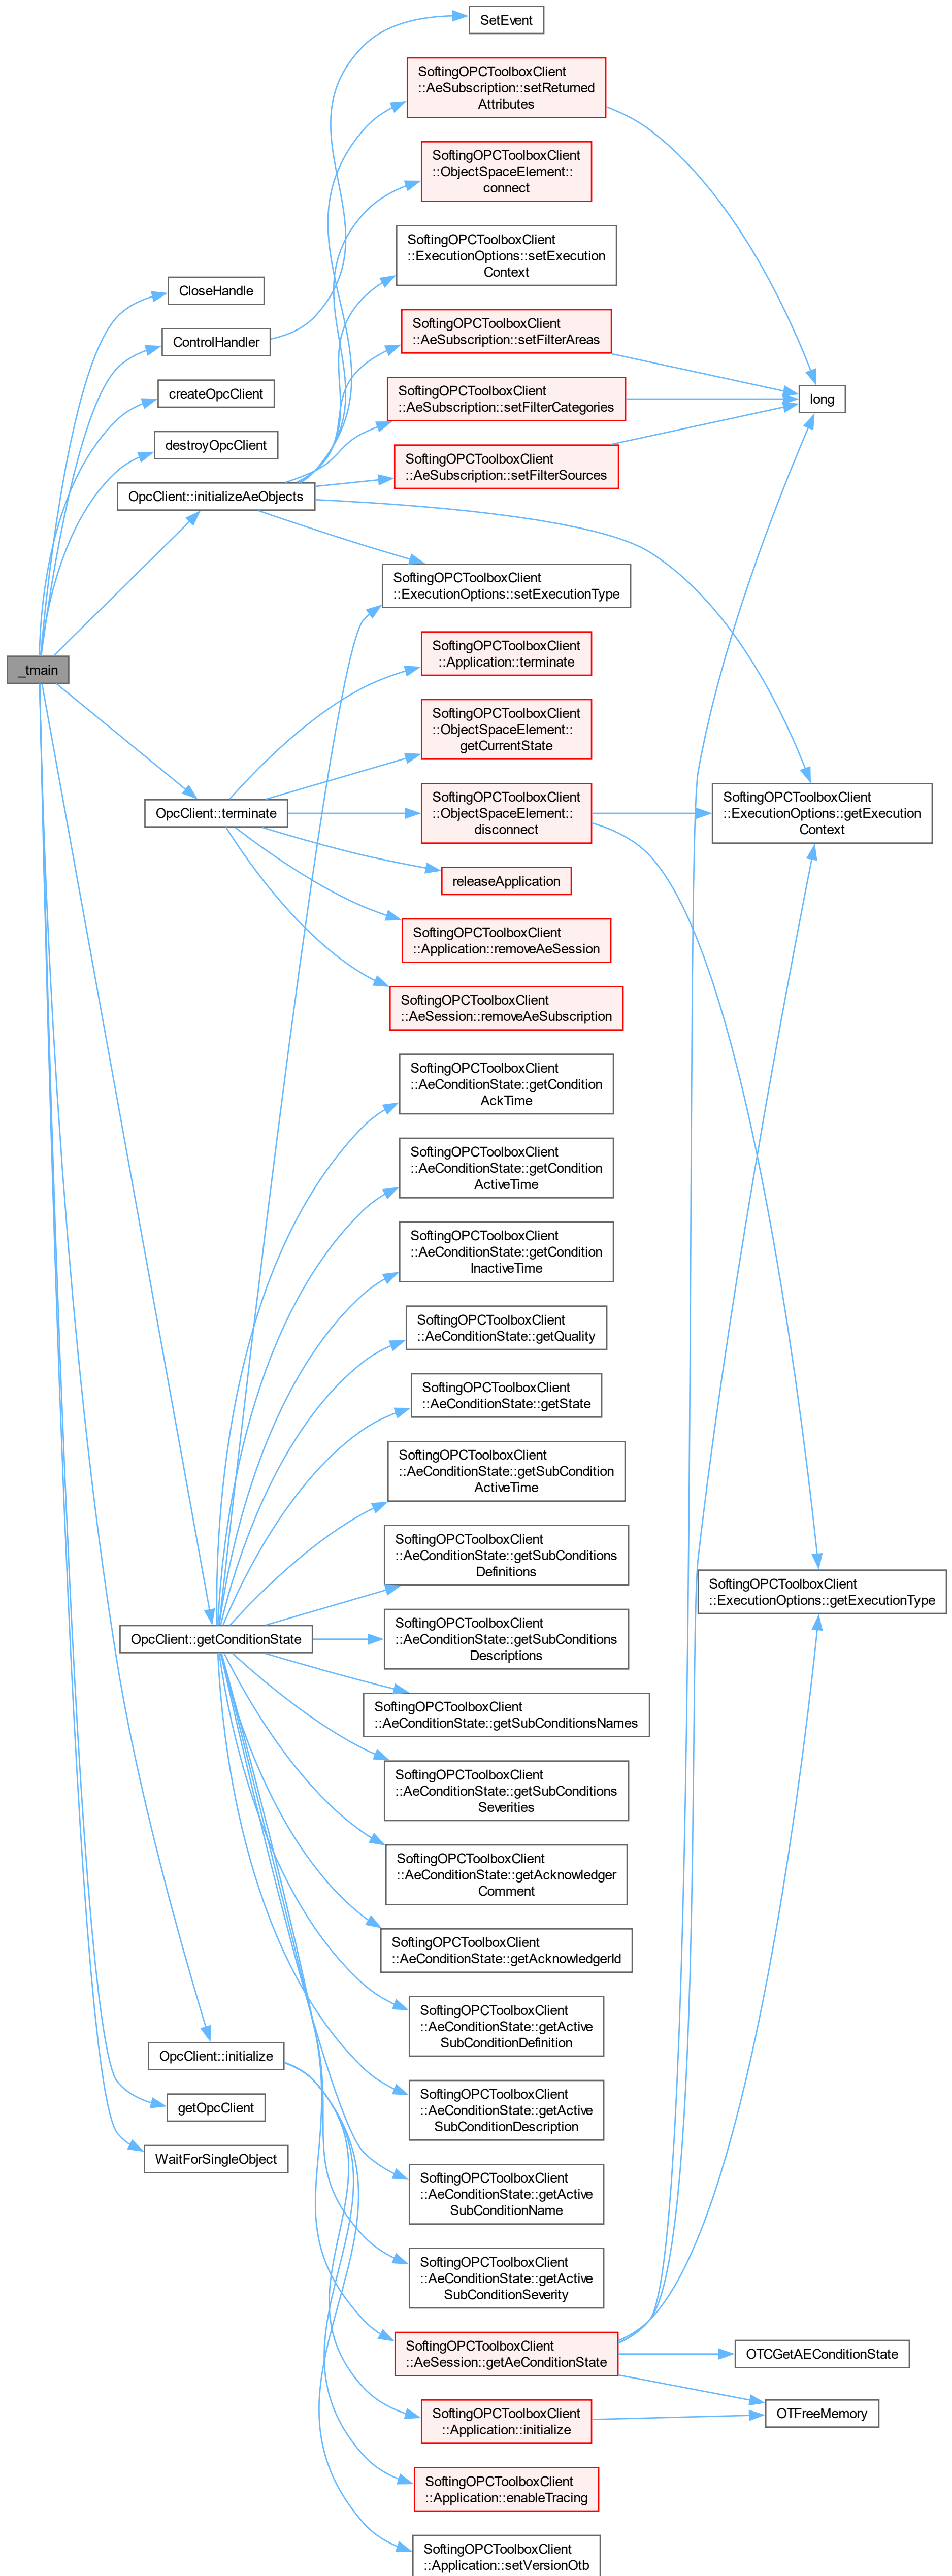 SetEvent
SoftingOPCToolboxClient
::AeSubscription::setReturned
Attributes
SoftingOPCToolboxClient
::ObjectSpaceElement::
connect
SoftingOPCToolboxClient
::ExecutionOptions::setExecution
Context
CloseHandle
SoftingOPCToolboxClient
::AeSubscription::setFilterAreas
ControlHandler
createOpcClient
SoftingOPCToolboxClient
::AeSubscription::setFilterCategories
long
destroyOpcClient
SoftingOPCToolboxClient
::AeSubscription::setFilterSources
OpcClient::initializeAeObjects
SoftingOPCToolboxClient
::ExecutionOptions::setExecutionType
_tmain
SoftingOPCToolboxClient
::Application::terminate
SoftingOPCToolboxClient
::ObjectSpaceElement::
getCurrentState
OpcClient::terminate
SoftingOPCToolboxClient
::ObjectSpaceElement::
disconnect
SoftingOPCToolboxClient
::ExecutionOptions::getExecution
Context
releaseApplication
SoftingOPCToolboxClient
::Application::removeAeSession
SoftingOPCToolboxClient
::AeSession::removeAeSubscription
SoftingOPCToolboxClient
::AeConditionState::getCondition
AckTime
SoftingOPCToolboxClient
::AeConditionState::getCondition
ActiveTime
SoftingOPCToolboxClient
::AeConditionState::getCondition
InactiveTime
SoftingOPCToolboxClient
::AeConditionState::getQuality
SoftingOPCToolboxClient
::AeConditionState::getState
SoftingOPCToolboxClient
::AeConditionState::getSubCondition
ActiveTime
SoftingOPCToolboxClient
::AeConditionState::getSubConditions
Definitions
SoftingOPCToolboxClient
::ExecutionOptions::getExecutionType
OpcClient::getConditionState
SoftingOPCToolboxClient
::AeConditionState::getSubConditions
Descriptions
SoftingOPCToolboxClient
::AeConditionState::getSubConditionsNames
SoftingOPCToolboxClient
::AeConditionState::getSubConditions
Severities
SoftingOPCToolboxClient
::AeConditionState::getAcknowledger
Comment
SoftingOPCToolboxClient
::AeConditionState::getAcknowledgerId
SoftingOPCToolboxClient
::AeConditionState::getActive
SubConditionDefinition
OpcClient::initialize
SoftingOPCToolboxClient
::AeConditionState::getActive
SubConditionDescription
getOpcClient
WaitForSingleObject
SoftingOPCToolboxClient
::AeConditionState::getActive
SubConditionName
SoftingOPCToolboxClient
::AeConditionState::getActive
SubConditionSeverity
SoftingOPCToolboxClient
::AeSession::getAeConditionState
OTCGetAEConditionState
OTFreeMemory
SoftingOPCToolboxClient
::Application::initialize
SoftingOPCToolboxClient
::Application::enableTracing
SoftingOPCToolboxClient
::Application::setVersionOtb